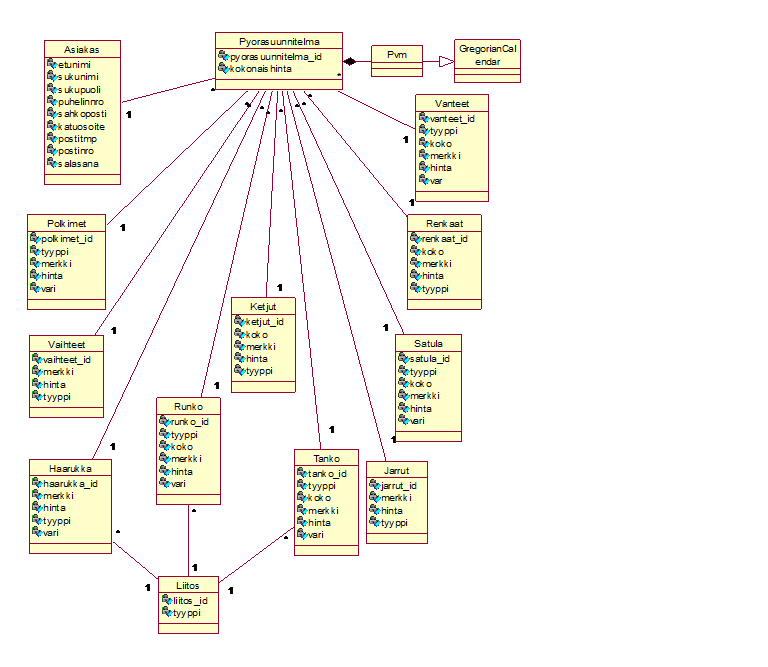 Pyorasuunnitelma
pyorasuunnitelma_id
kokonaishinta
*
*
Pvm
GregorianCal
endar
Asiakas
etunimi
sukunimi
sukupuoli
puhelinnro
sahkoposti
katuosoite
postitmp
postinro
salasana
1
Vanteet
vanteet_id
tyyppi
koko
merkki
hinta
var
1
*
*
*
*
*
*
*
Polkimet
polkimet_id
tyyppi
merkki
hinta
vari
1
Renkaat
renkaat_id
koko
merkki
hinta
tyyppi
1
Ketjut
ketjut_id
koko
merkki
hinta
tyyppi
1
Vaihteet
vaihteet_id
merkki
hinta
tyyppi
1
Satula
satula_id
tyyppi
koko
merkki
hinta
vari
1
Runko
runko_id
tyyppi
koko
merkki
hinta
vari
1
*
Haarukka
haarukka_id
merkki
hinta
tyyppi
vari
1
*
Tanko
tanko_id
tyyppi
koko
merkki
hinta
vari
1
*
Jarrut
jarrut_id
merkki
hinta
tyyppi
1
Liitos
liitos_id
tyyppi
1
1
1